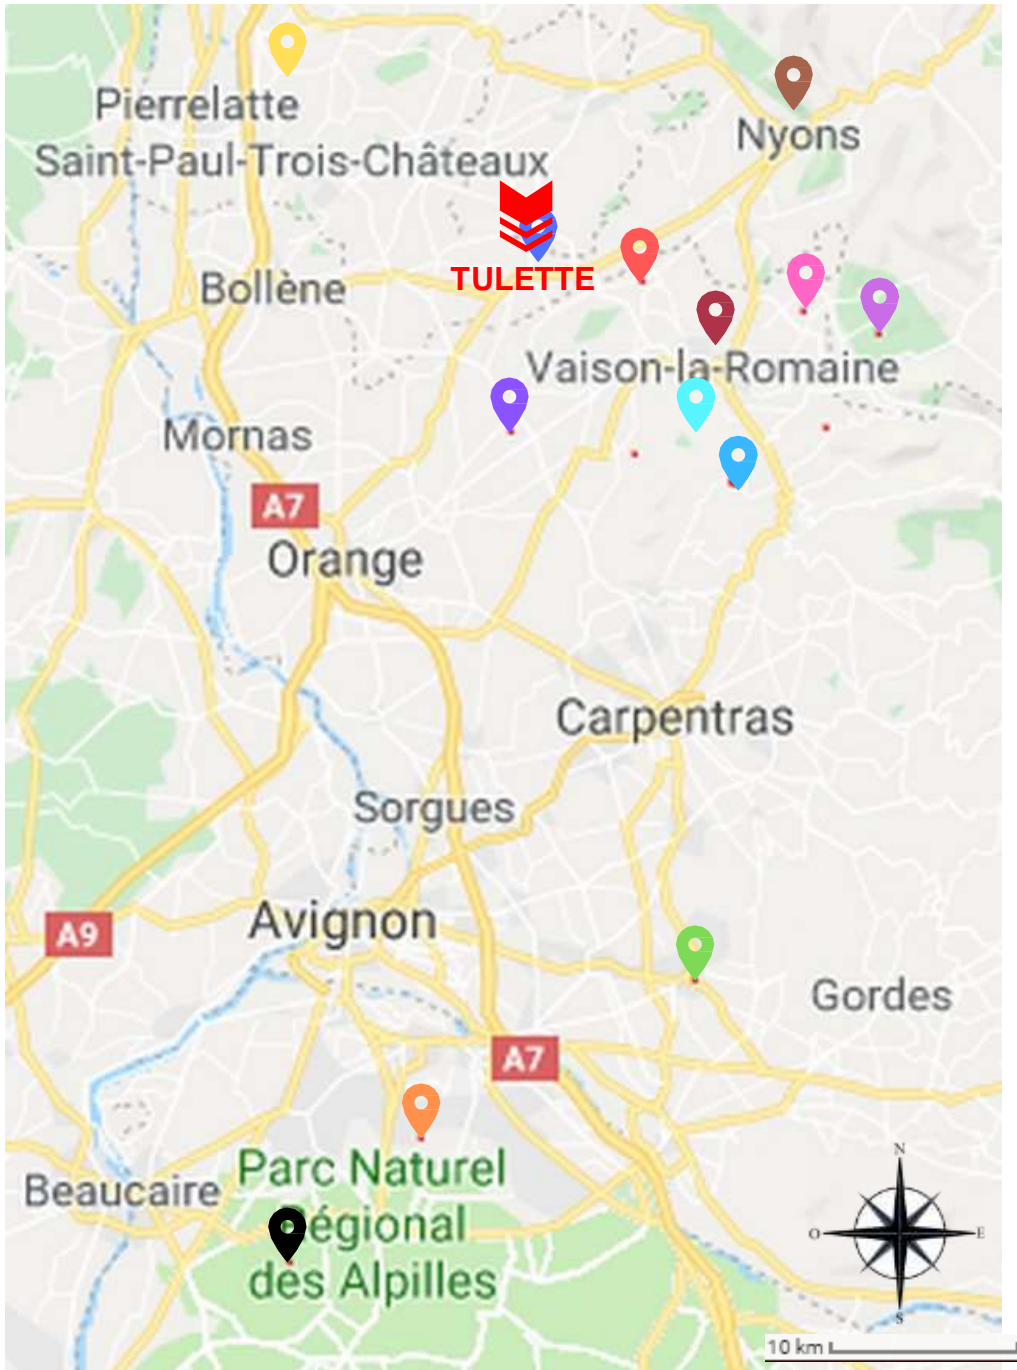 Pierrelatte
Nyons
Saint-Paul-Trois-Châteaux
TULETTE
Bollène
Vaison-la-Romaine
Mornas
A7
Orange
Carpentras
Sorgues
Avignon
A9
Gordes
A7
Parc Naturel
Beaucaire
égional
des Alpilles
N
O
E
S
10 km